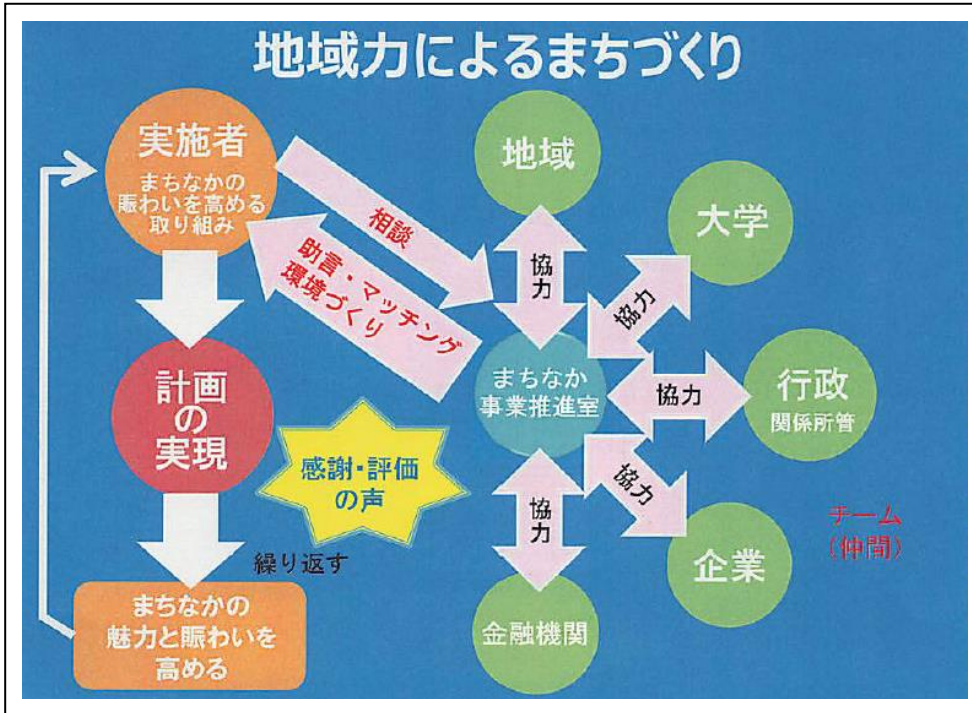 地域力によるまちづくり
実施者
まちなかの
賑わいを高める
取り組み
相談
助言・マッチング
環境づくり
計画
の
実現
感謝・評価
の声
繰り返す
まちなかの
魅力と賑わいを
高める
地域
協力
大学
協力
まちなか
事業推進室
協力
行政
関係所管
協力
企業
協力
金融機関
チーム
(仲間)